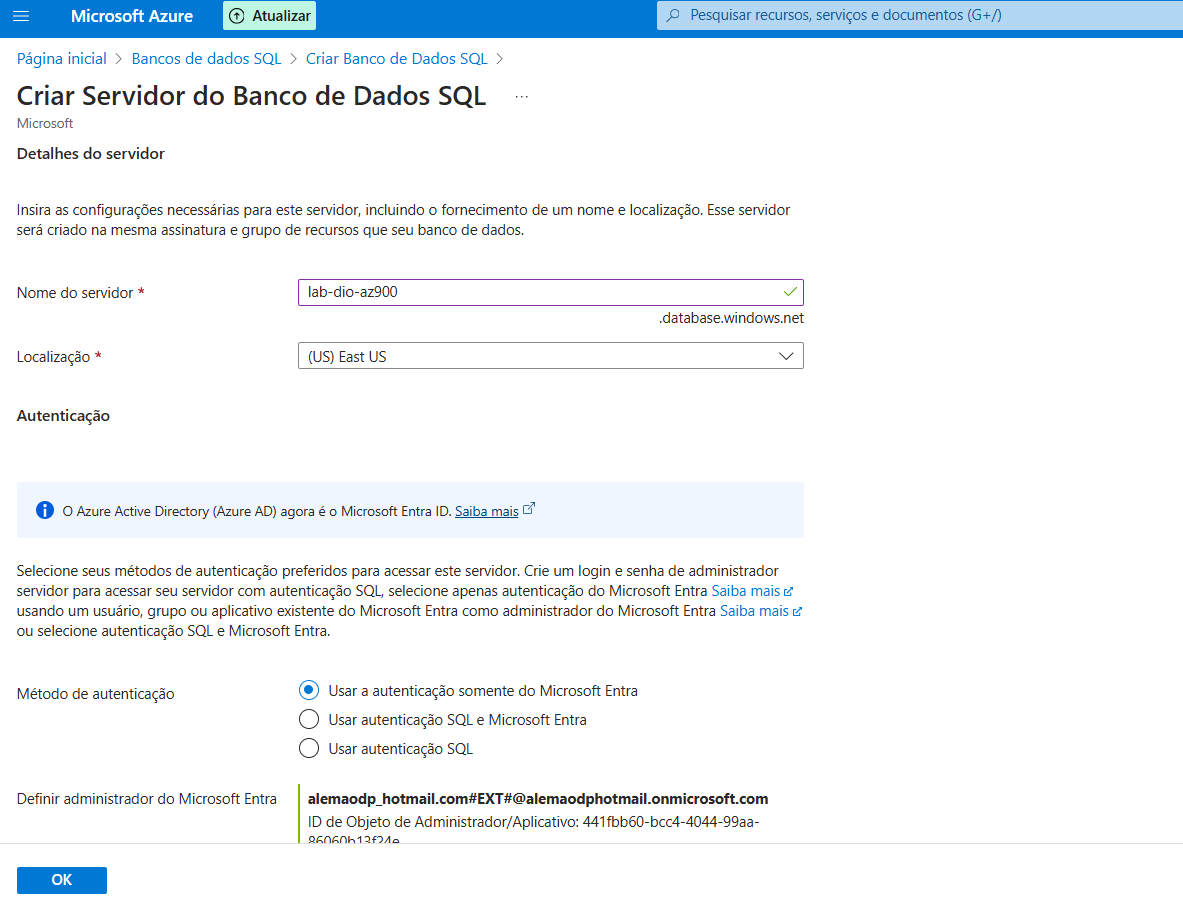 Microsoft Azure
Atualizar
Pesquisar recursos, serviços e documentos (G+/)
Página inicial > Bancos de dados SQL > Criar Banco de Dados SQL >
Criar Servidor do Banco de Dados SQL ...
Microsoft
Detalhes do servidor
Insira as configurações necessárias para este servidor, incluindo o fornecimento de um nome e localização. Esse servidor
será criado na mesma assinatura e grupo de recursos que seu banco de dados.
Nome do servidor *
lab-dio-az900
.database.windows.net
Localização *
(US) East US
Autenticação
O Azure Active Directory (Azure AD) agora é o Microsoft Entra ID. Saiba mais
Selecione seus métodos de autenticação preferidos para acessar este servidor. Crie um login e senha de administrador
servidor para acessar seu servidor com autenticação SQL, selecione apenas autenticação do Microsoft Entra Saiba mais
usando um usuário, grupo ou aplicativo existente do Microsoft Entra como administrador do Microsoft Entra Saiba mais
ou selecione autenticação SQL e Microsoft Entra.
Método de autenticação
Usar a autenticação somente do Microsoft Entra
Usar autenticação SQL e Microsoft Entra
Usar autenticação SQL
Definir administrador do Microsoft Entra
alemaodp_hotmail.com#EXT#@alemaodphotmail.onmicrosoft.com
ID de Objeto de Administrador/Aplicativo: 441fbb60-bcc4-4044-99aa-
86060b13f24e
OK